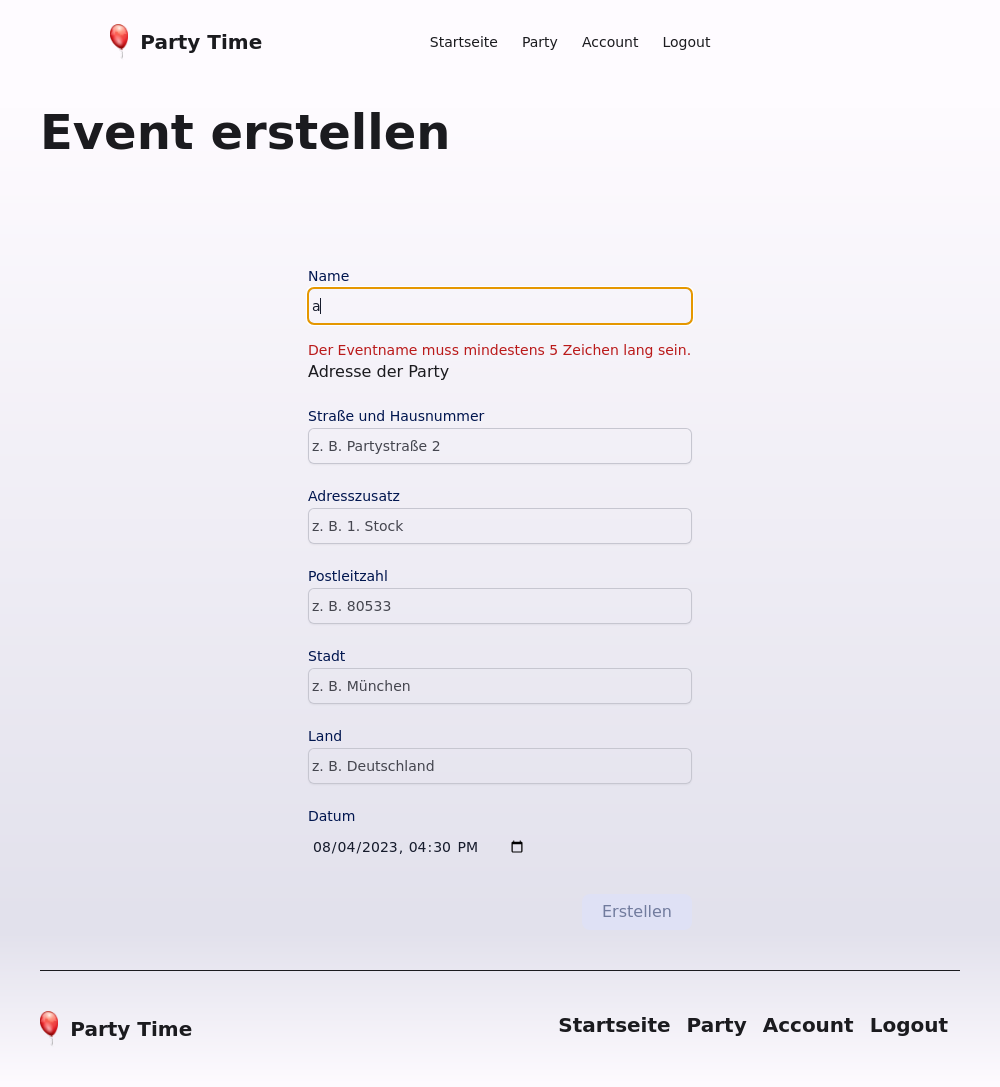 Party Time
Startseite Party Account Logout
Event erstellen
Name
a
Der Eventname muss mindestens 5 Zeichen lang sein.
Adresse der Party
Straße und Hausnummer
z. B. Partystraße 2
Adresszusatz
z. B. 1. Stock
Postleitzahl
z. B. 80533
Stadt
z. B. München
Land
z. B. Deutschland
Datum
08/04/2023, 04:30 PM
Erstellen
Party Time
Startseite Party Account Logout